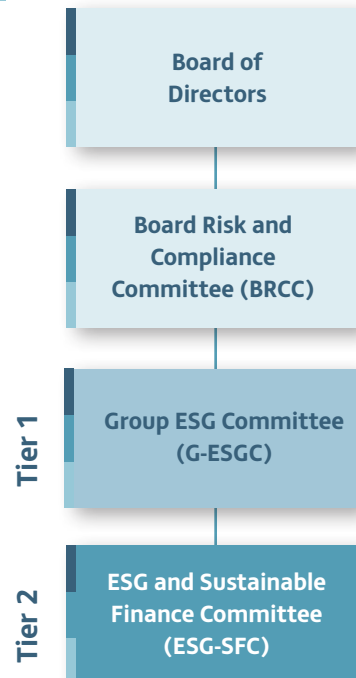 Board of
Directors
Board Risk and
Compliance
Committee (BRCC)
Tier 1
Group ESG Committee
(G-ESGC)
Tier 2
ESG and Sustainable
Finance Committee
(ESG-SFC)